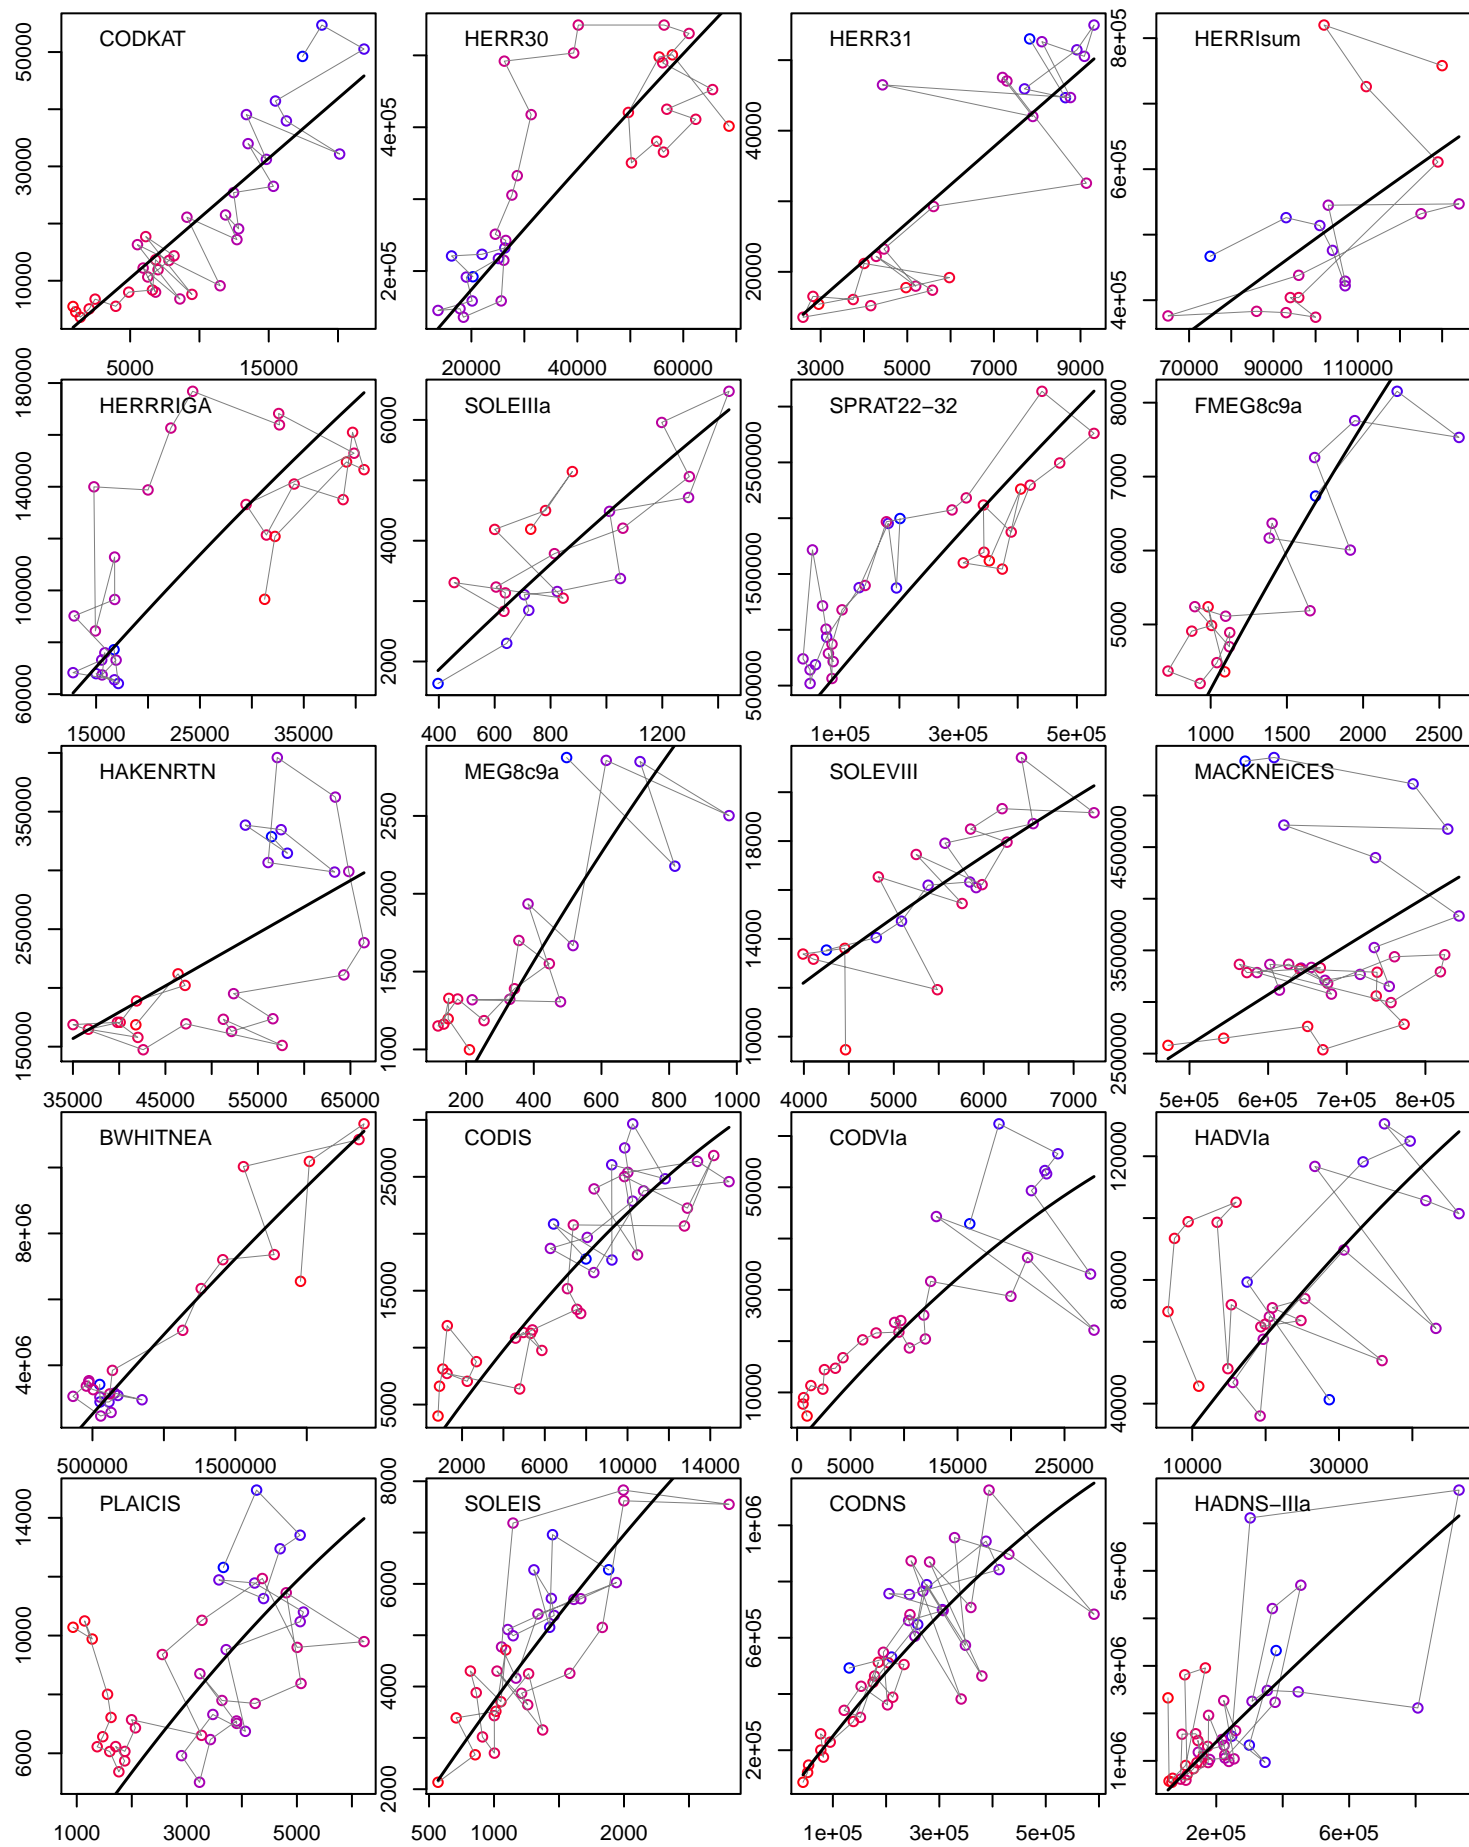 CODKAT HERR30 HERR31 HERRIsum
10000 30000 50000
2e+05 4e+05
20000 40000
4e+05 6e+05 8e+05
5000 15000
20000 40000 60000
3000 5000 7000 9000
70000 90000 110000
HERRRIGA SOLEIIIa SPRAT22−32 FMEG8c9a
60000 100000 140000 180000
2000 4000 6000
500000 1500000 2500000
5000 6000 7000 8000
15000 25000 35000
400 600 800 1000 1200
1e+05 3e+05 5e+05
1000 1500 2000 2500
HAKENRTN MEG8c9a SOLEVIII MACKNEICES
150000 250000 350000
1000 1500 2000 2500
10000 14000 18000
2500000 3500000 4500000
35000 45000 55000 65000
200 400 600 800 1000
4000 5000 6000 7000
5e+05 6e+05 7e+05 8e+05
BWHITNEA CODIS CODVIa HADVIa
4e+06 8e+06
5000 15000 25000
10000 30000 50000
40000 80000 120000
500000 1500000
2000 6000 10000 14000
0 5000 15000 25000
10000 30000
PLAICIS SOLEIS CODNS HADNS−IIIa
6000 10000 14000
2000 4000 6000 8000
2e+05 6e+05 1e+06
1e+06 3e+06 5e+06
1000 3000 5000
500 1000 2000
1e+05 3e+05 5e+05
2e+05 6e+05